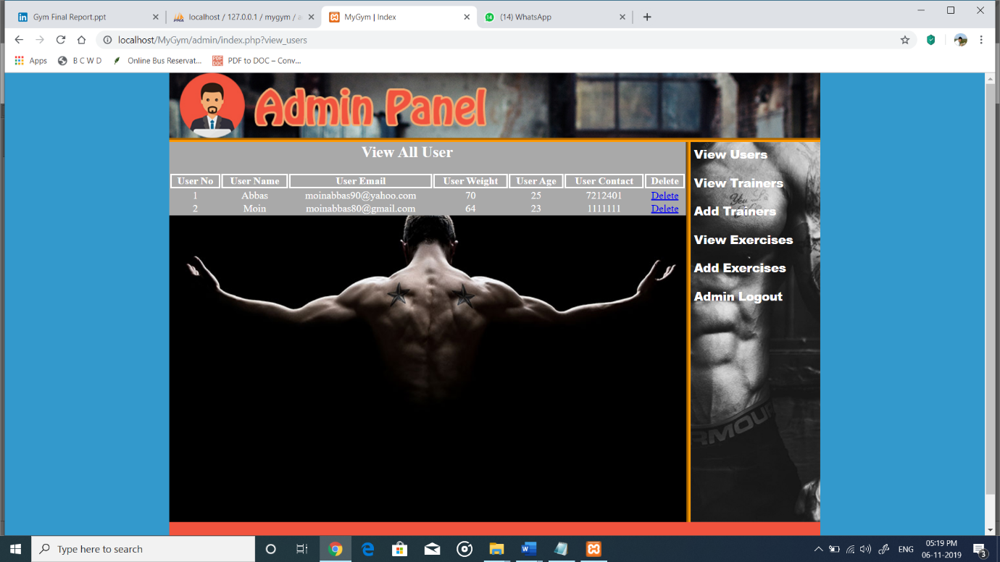 Gym Final Report.ppt
localhost / 127.0.0.1 / mygym / a
MyGym | Index
(14) WhatsApp
localhost/MyGym/admin/index.php?view_users
Apps
B C W D
Online Bus Reservat...
PDF to DOC – Conv...
Admin Panel
View All User
User No User Name User Email User Weight User Age User Contact Delete
1 Abbas moinabbas90@yahoo.com 70 25 7212401 Delete
2 Moin moinabbas80@gmail.com 64 23 1111111 Delete
View Users
View Trainers
Add Trainers
View Exercises
Add Exercises
Admin Logout
Type here to search
ENG
05:19 PM
06-11-2019
3